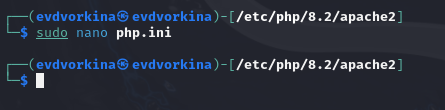 ┌──(evdvorkina㉿evdvorkina)-[/etc/php/8.2/apache2]
└─$ sudo nano php.ini
┌──(evdvorkina㉿evdvorkina)-[/etc/php/8.2/apache2]
└─$